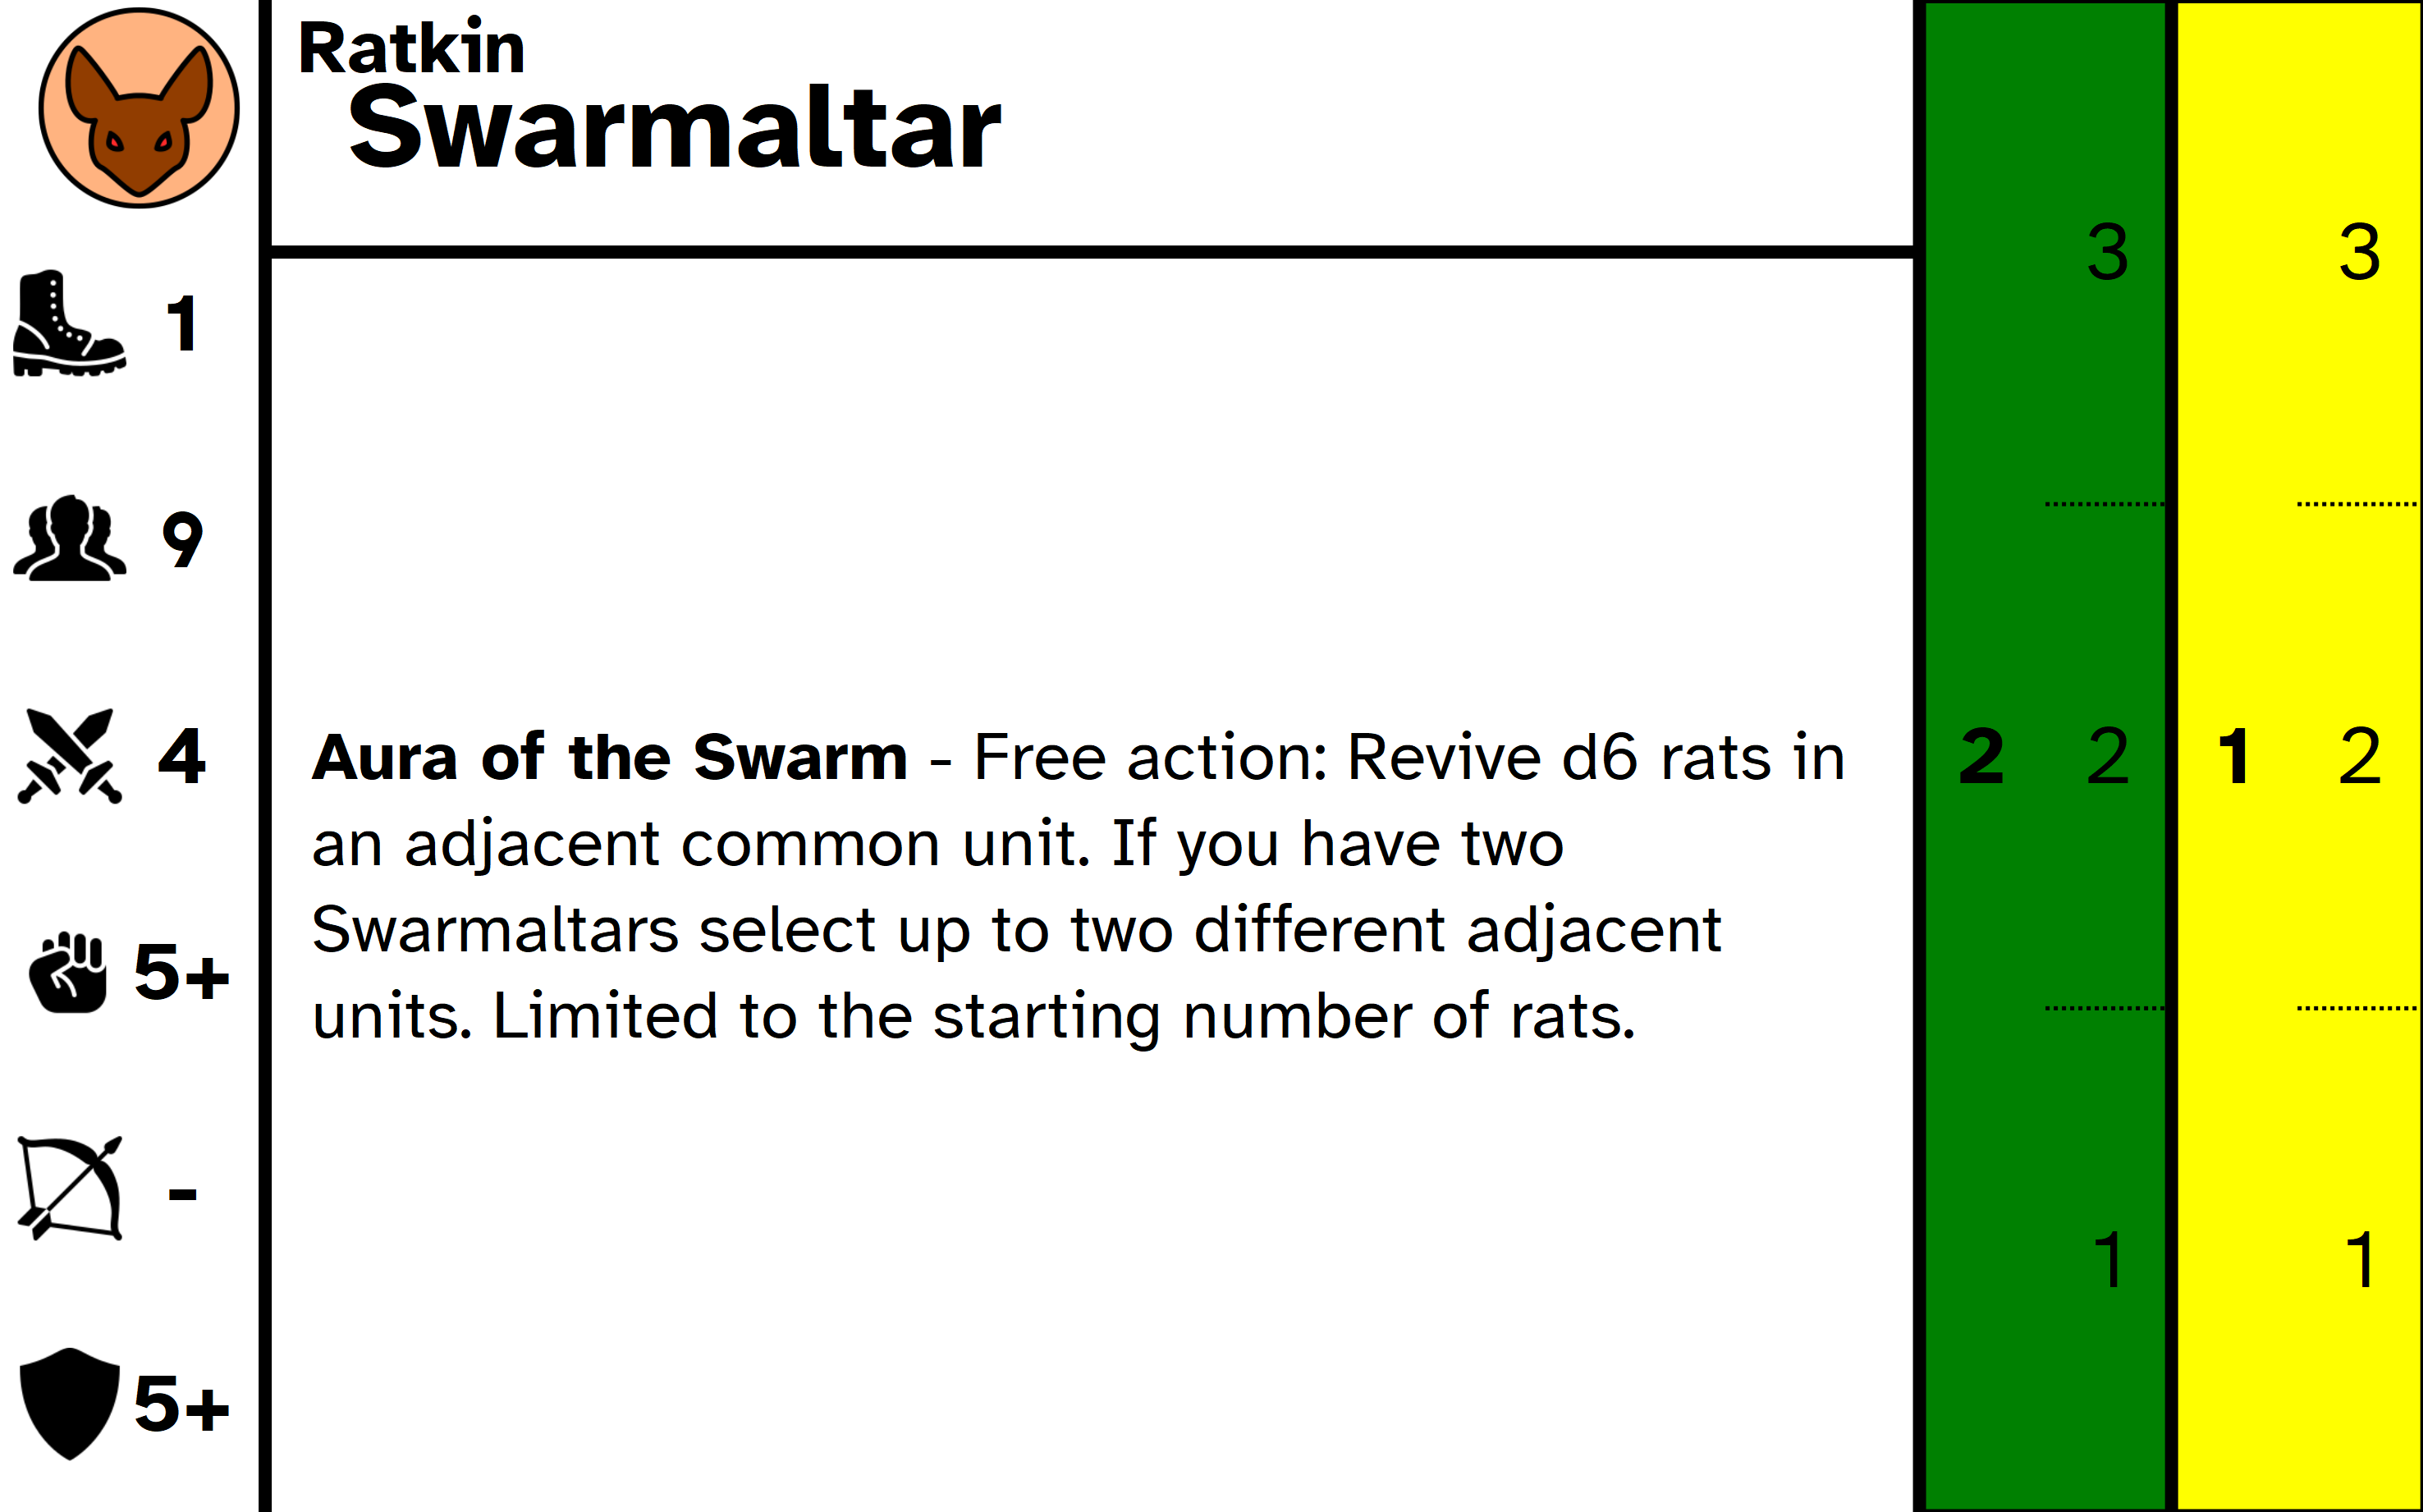 Ratkin
Swarmaltar
1
9
4
5+
-
5+
Aura of the Swarm - Free action: Revive d6 rats in
an adjacent common unit. If you have two
Swarmaltars select up to two different adjacent
units. Limited to the starting number of rats.
2
3
2
1
1
3
2
1